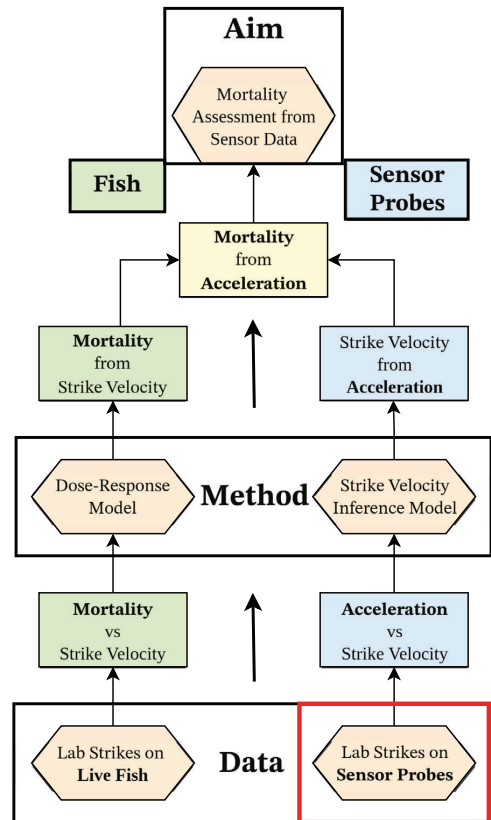 Aim
Mortality
Assessment from
Sensor Data
Fish
Sensor
Probes
Mortality
from
Acceleration
Mortality
from
Strike Velocity
Strike Velocity
from
Acceleration
Dose-Response
Model
Method
Strike Velocity
Inference Model
Mortality
vs
Strike Velocity
Acceleration
vs
Strike Velocity
Lab Strikes on
Live Fish
Data
Lab Strikes on
Sensor Probes